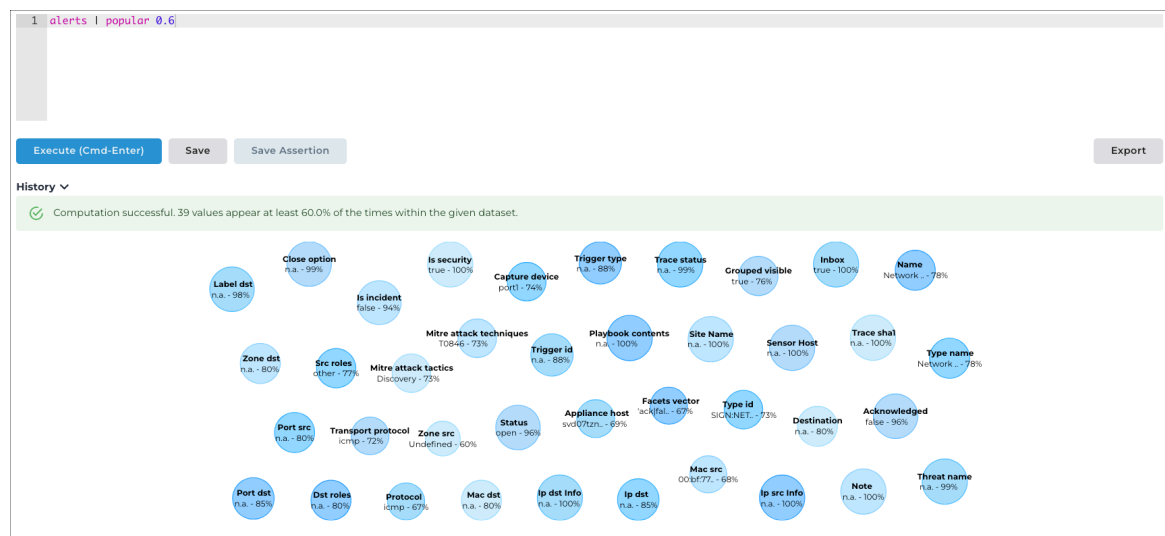 1 alerts | popular 0.6
Execute (Cmd-Enter) Save Save Assertion Export
History
Computation successful. 39 values appear at least 60.0% of the times within the given dataset.
Close option
n.a. - 99%
Is security
true - 100%
Trigger type
n.a. - 88%
Trace status
n.a. - 99%
Inbox
true - 100%
Name
Network .. - 78%
Grouped visible
true - 76%
Capture device
port1 - 74%
Label dst
n.a. - 98%
Is incident
false - 94%
Mitre attack techniques
T0846 - 73%
Playbook contents
n.a. - 100%
Site Name
n.a. - 100%
Sensor Host
n.a. - 100%
Trace sha1
n.a. - 100%
Trigger id
n.a. - 88%
Type name
Network .. - 78%
Zone dst
n.a. - 80%
Src roles
other - 77%
Mitre attack tactics
Discovery - 73%
Facets vector
'ack|fal.. - 67%
Type id
SIGN:NET.. - 73%
Appliance host
svd07tzn.. - 69%
Acknowledged
false - 96%
Destination
n.a. - 80%
Port src
n.a. - 80%
Transport protocol
icmp - 72%
Zone src
Undefined - 60%
Status
open - 96%
Mac src
00:bf:77.. - 68%
Threat name
n.a. - 99%
Port dst
n.a. - 85%
Dst roles
n.a. - 80%
Protocol
icmp - 67%
Mac dst
n.a. - 80%
Ip dst Info
n.a. - 100%
Ip dst
n.a. - 85%
Ip src Info
n.a. - 100%
Note
n.a. - 100%